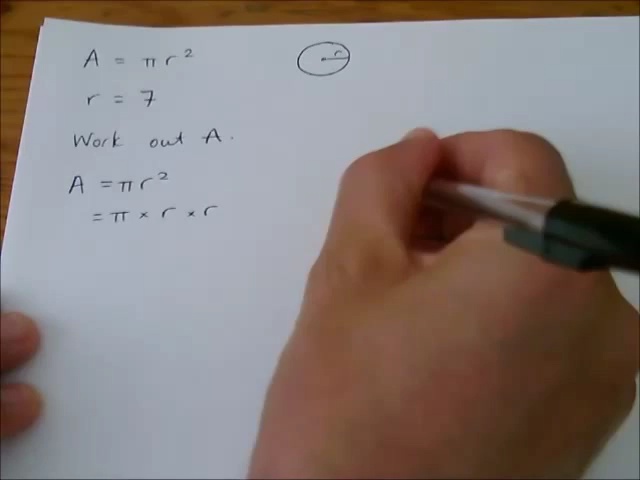 A = πr²
r
r = 7
Work out A.
A = πr²
= π × r × r